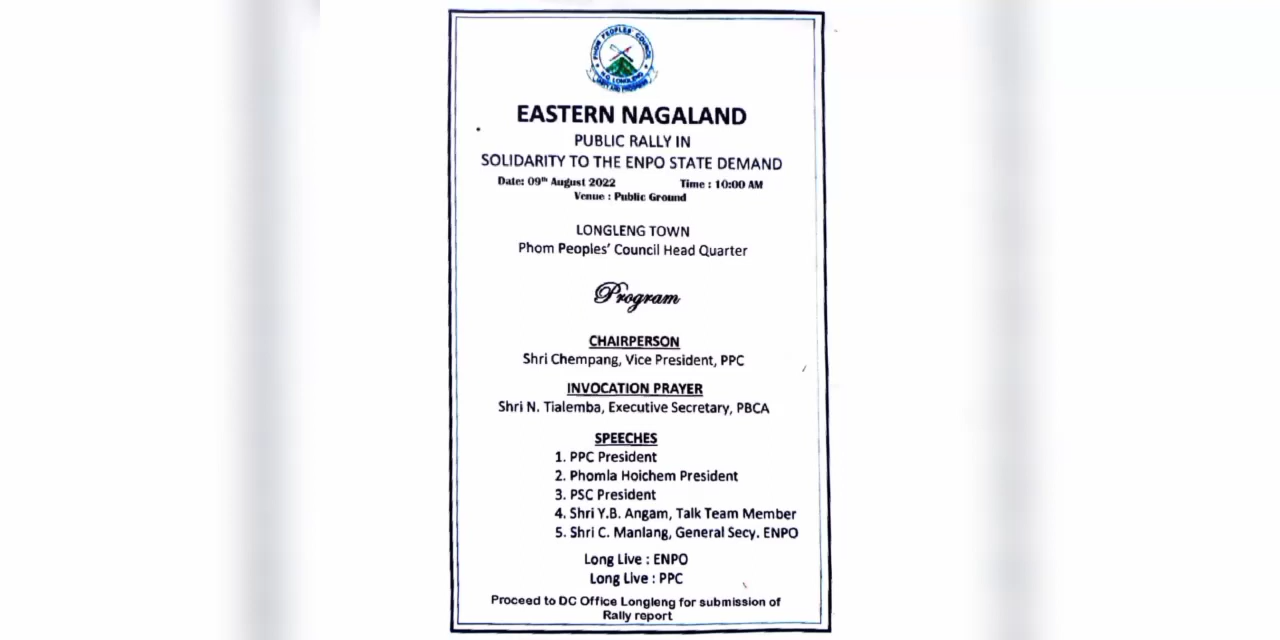 PHOM PEOPLES' COUNCIL
H.Q. LONGLENG
EASTERN NAGALAND
PUBLIC RALLY IN
SOLIDARITY TO THE ENPO STATE DEMAND
Date: 09th August 2022 Time : 10:00 AM
Venue : Public Ground
LONGLENG TOWN
Phom Peoples' Council Head Quarter
Program
CHAIRPERSON
Shri Chempang, Vice President, PPC
INVOCATION PRAYER
Shri N. Tialemba, Executive Secretary, PBCA
SPEECHES
1. PPC President
2. Phomla Hoichem President
3. PSC President
4. Shri Y.B. Angam, Talk Team Member
5. Shri C. Manlang, General Secy. ENPO
Long Live : ENPO
Long Live : PPC
Proceed to DC Office Longleng for submission of
Rally report